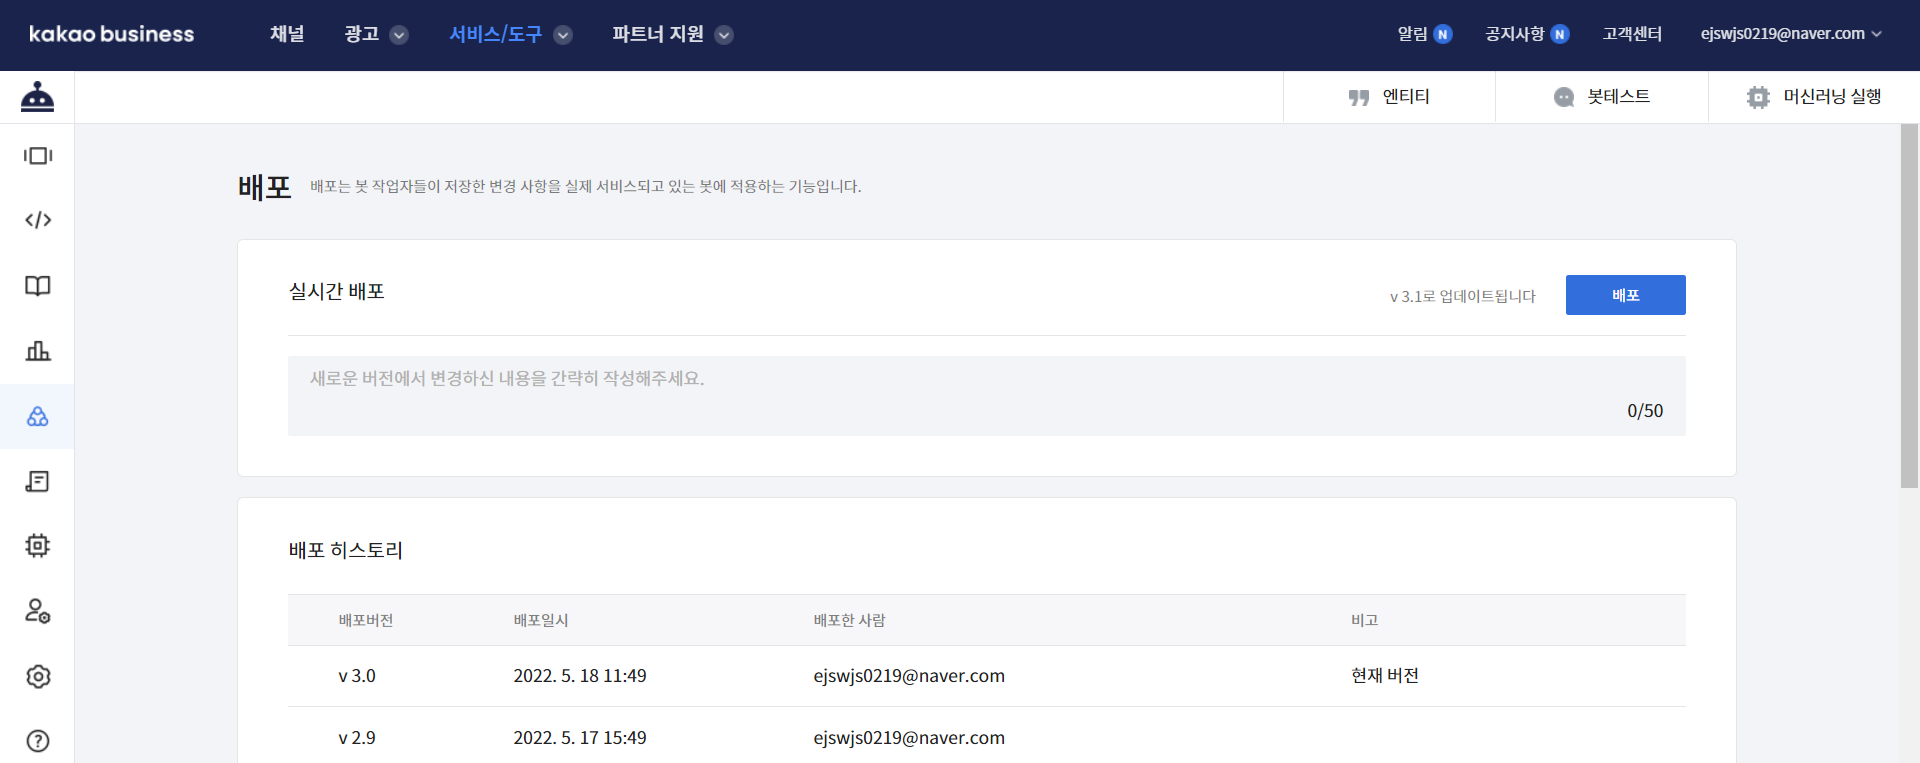 kakao business 채널 광고 서비스/도구 파트너 지원 알림 N 공지사항 N 고객센터 ejswjs0219@naver.com
엔티티 봇테스트 머신러닝 실행
배포 배포는 봇 작업자들이 저장한 변경 사항을 실제 서비스되고 있는 봇에 적용하는 기능입니다.
실시간 배포 v 3.1로 업데이트됩니다 배포
새로운 버전에서 변경하신 내용을 간략히 작성해주세요.
0/50
배포 히스토리
배포버전 배포일시 배포한 사람 비고
v 3.0 2022. 5. 18 11:49 ejswjs0219@naver.com 현재 버전
v 2.9 2022. 5. 17 15:49 ejswjs0219@naver.com